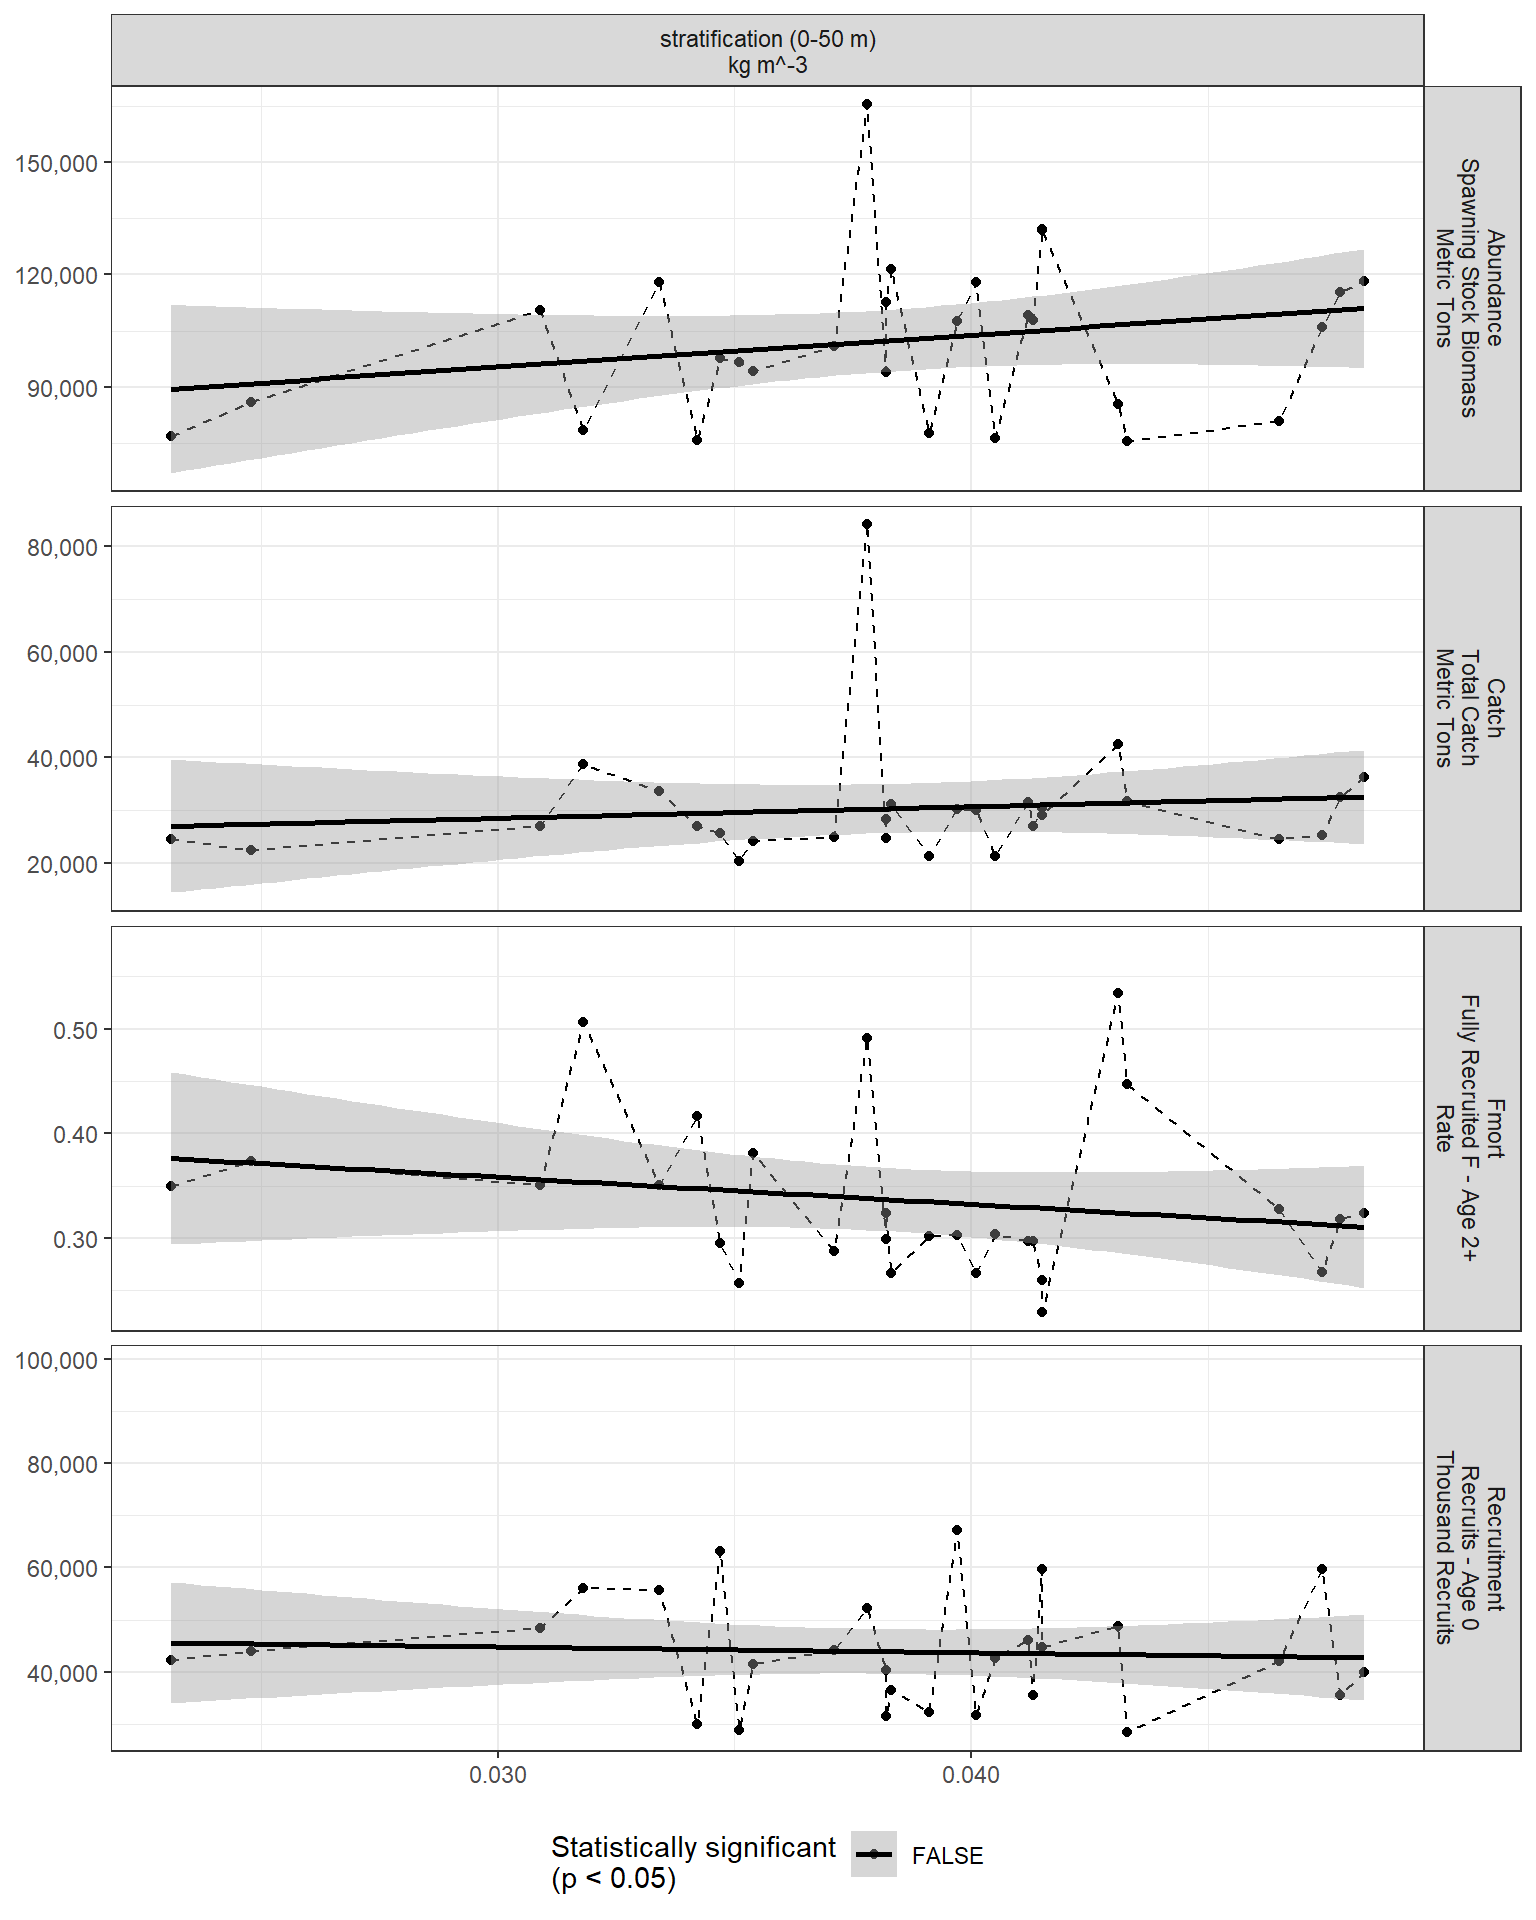 stratification (0-50 m)
kg m^-3
150,000
120,000
90,000
Abundance
Spawning Stock Biomass
Metric Tons
80,000
60,000
40,000
20,000
Catch
Total Catch
Metric Tons
0.50
0.40
0.30
Fmort
Fully Recruited F - Age 2+
Rate
100,000
80,000
60,000
40,000
Recruitment
Recruits - Age 0
Thousand Recruits
0.030
0.040
Statistically significant
(p < 0.05)
FALSE